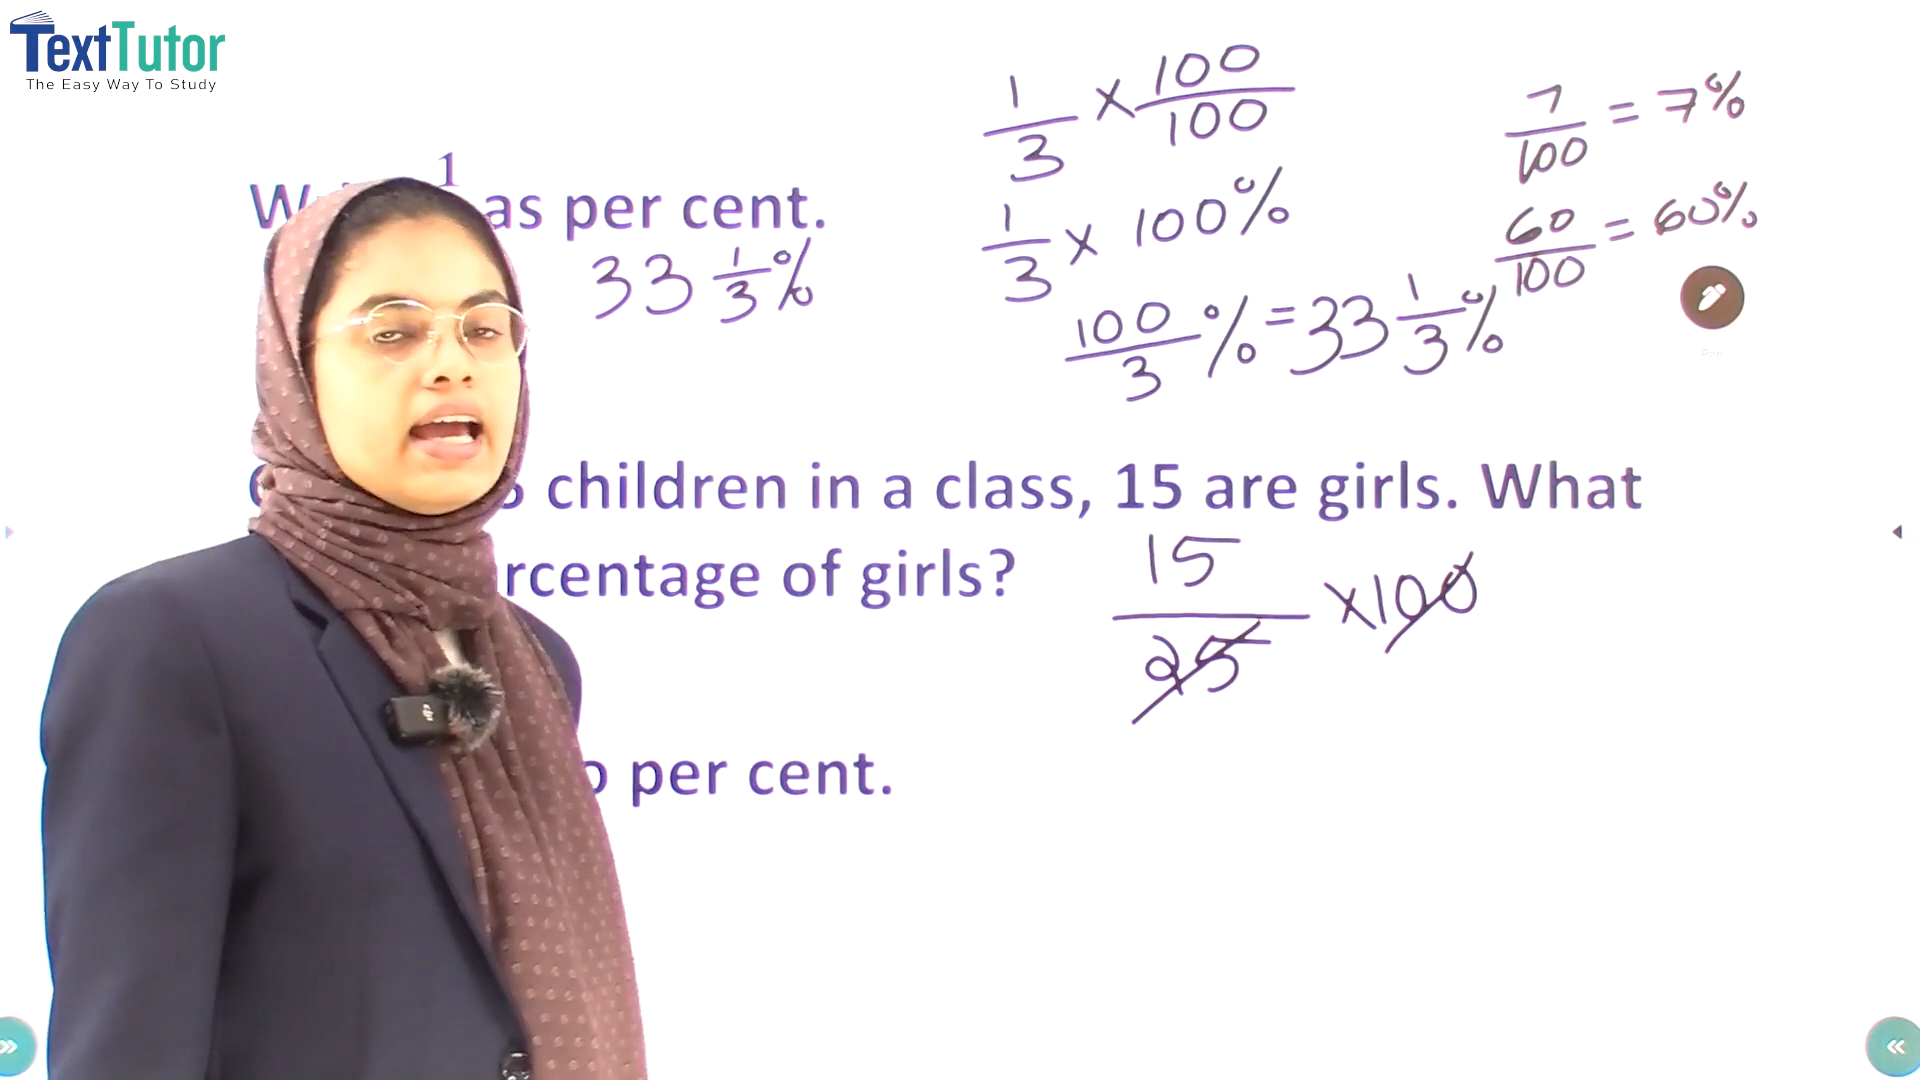 TextTutor
The Easy Way To Study
1
as per cent.
33 1/3 %
1/3 × 100/100
1/3 × 100%
100/3 % = 33 1/3 %
7/100 = 7%
60/100 = 60%
children in a class, 15 are girls. What
rcentage of girls?
15/25 × 100
per cent.